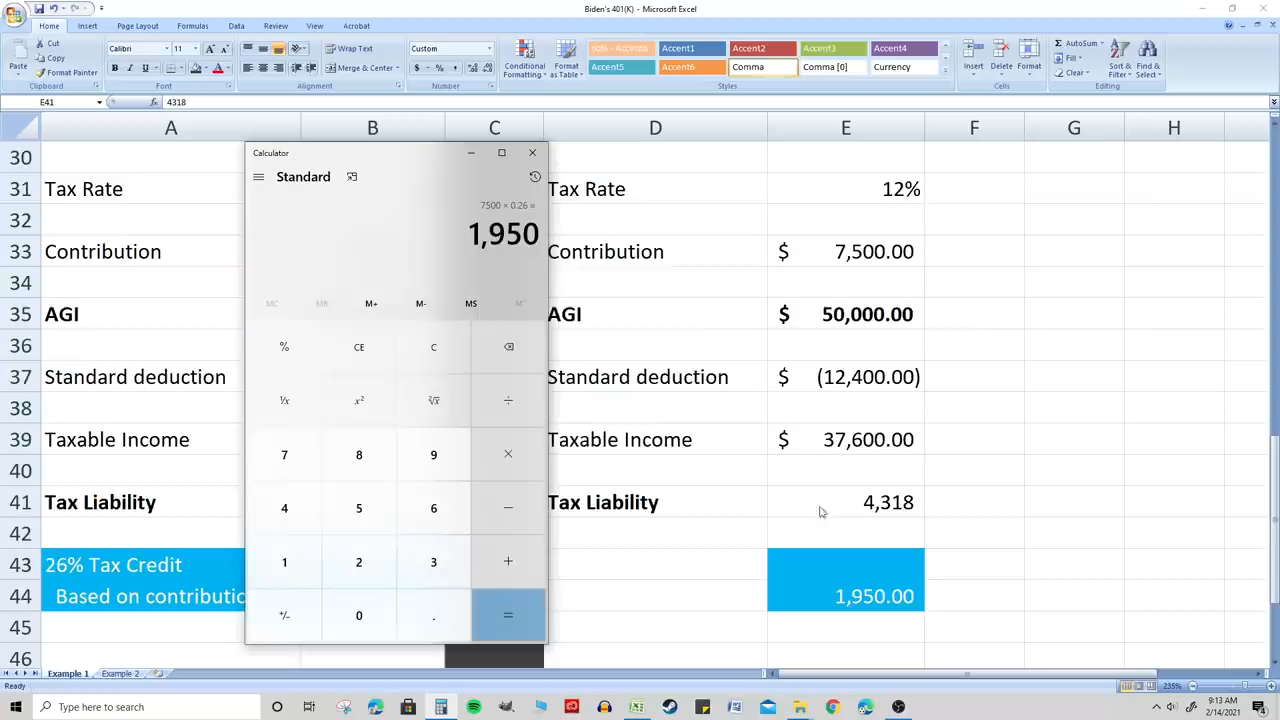 Biden's 401(K) - Microsoft Excel
Home Insert Page Layout Formulas Data Review View Acrobat
Cut
Copy
Format Painter
Paste
Clipboard
Calibri 11
B I U
Font
Wrap Text
Merge & Center
Alignment
Custom
$ % ,
Number
Conditional Formatting
Format as Table
60% - Accent6 Accent1 Accent2 Accent3 Accent4
Accent5 Accent6 Comma Comma [0] Currency
Styles
Insert Delete Format
Cells
AutoSum
Fill
Clear
Sort & Filter
Find & Select
Editing
E41 fx 4318
A B C D E F G H
30
31 Tax Rate Tax Rate 12%
32
33 Contribution Contribution $ 7,500.00
34
35 AGI AGI $ 50,000.00
36
37 Standard deduction Standard deduction $ (12,400.00)
38
39 Taxable Income Taxable Income $ 37,600.00
40
41 Tax Liability Tax Liability 4,318
42
43 26% Tax Credit
44 Based on contributio 1,950.00
45
46
Calculator
Standard
7500 × 0.26 =
1,950
MC MR M+ M- MS M˅
% CE C
¹/x x² ²√x ÷
7 8 9 ×
4 5 6 −
1 2 3 +
+/− 0 . =
Example 1 Example 2
Ready
235%
Type here to search
9:13 AM
2/14/2021